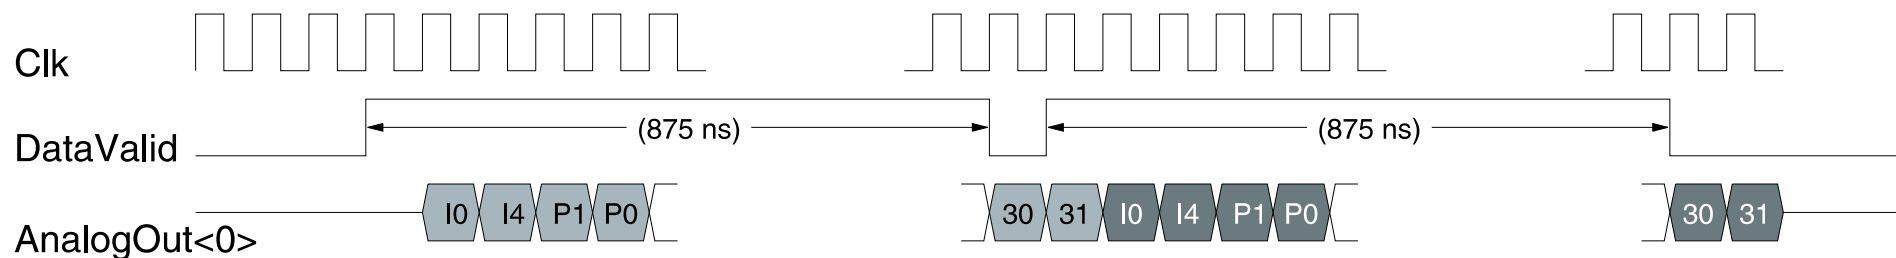 Clk
DataValid (875 ns) (875 ns)
AnalogOut<0> I0 I4 P1 P0 30 31 I0 I4 P1 P0 30 31